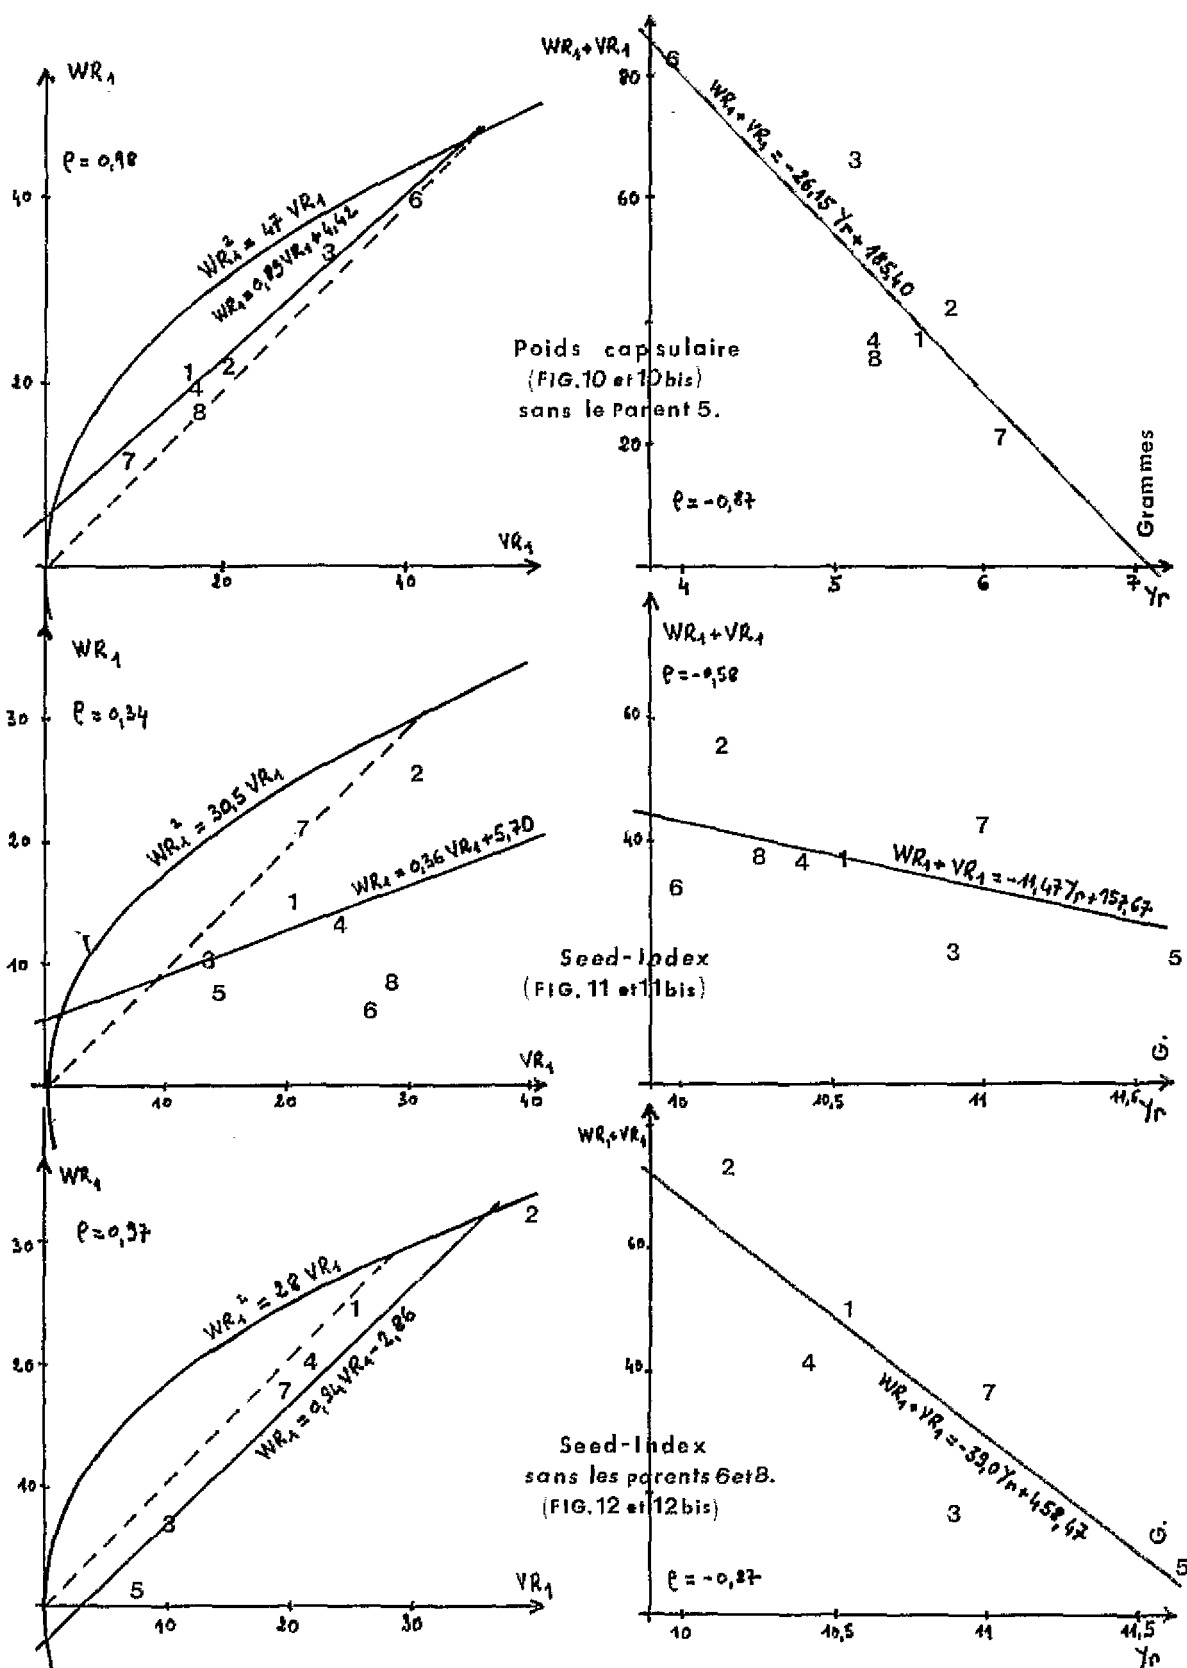 WR₁
ρ = 0,98
WR₁² = 47 VR₁
WR₁ = 0,89 VR₁ + 4,42
40
20
6
3
1
2
4
8
7
VR₁
20
40
WR₁ + VR₁
80
60
20
6
3
2
4
1
8
7
WR₁ + VR₁ = -26,15 Yr + 185,40
ρ = -0,87
Grammes
4
5
6
7
Yr
Poids capsulaire
(FIG. 10 et 10 bis)
sans le Parent 5.
WR₁
ρ = 0,34
30
20
10
WR₁² = 30,5 VR₁
WR₁ = 0,36 VR₁ + 5,70
2
7
1
4
3
5
8
6
VR₁
10
20
30
40
WR₁ + VR₁
ρ = -0,58
60
40
2
7
8
4
1
6
3
5
WR₁ + VR₁ = -11,47 Yr + 157,67
G.
10
10,5
11
11,5
Yr
Seed-Index
(FIG. 11 et 11 bis)
WR₁
ρ = 0,97
30
20
10
WR₁² = 28 VR₁
WR₁ = 0,94 VR₁ - 2,86
2
1
4
7
3
5
VR₁
10
20
30
WR₁ + VR₁
60
40
2
1
4
7
3
5
WR₁ + VR₁ = -39,0 Yr + 458,47
ρ = -0,87
G.
10
10,5
11
11,5
Yr
Seed-Index
sans les parents 6 et 8.
(FIG. 12 et 12 bis)